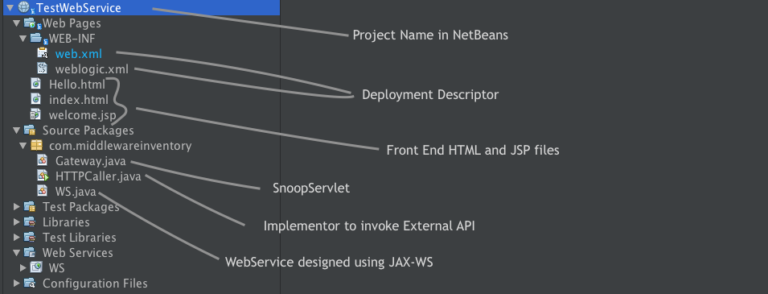 TestWebService
Project Name in NetBeans
Web Pages
WEB-INF
web.xml
weblogic.xml
Deployment Descriptor
Hello.html
index.html
welcome.jsp
Front End HTML and JSP files
Source Packages
com.middlewareinventory
Gateway.java
SnoopServlet
HTTPCaller.java
Implementor to invoke External API
WS.java
WebService designed using JAX-WS
Test Packages
Libraries
Test Libraries
Web Services
WS
Configuration Files